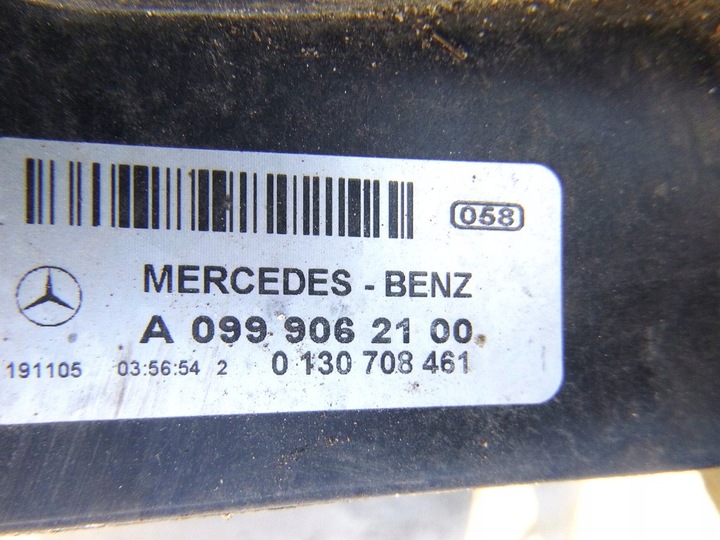 058
MERCEDES - BENZ
A 099 906 21 00
191105 03:56:54 2 0 130 708 461